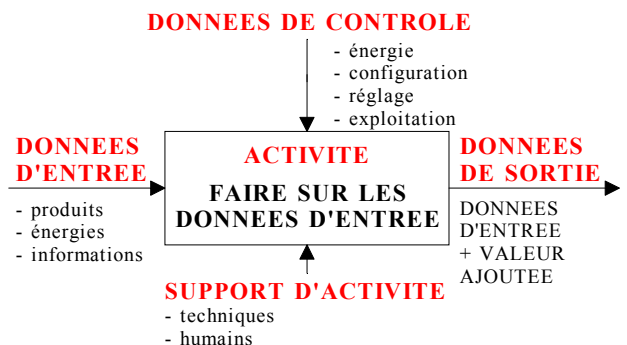 DONNEES DE CONTROLE
- énergie
- configuration
- réglage
- exploitation
DONNEES
D'ENTREE
- produits
- énergies
- informations
ACTIVITE
FAIRE SUR LES
DONNEES D'ENTREE
DONNEES
DE SORTIE
DONNEES
D'ENTREE
+ VALEUR
AJOUTEE
SUPPORT D'ACTIVITE
- techniques
- humains